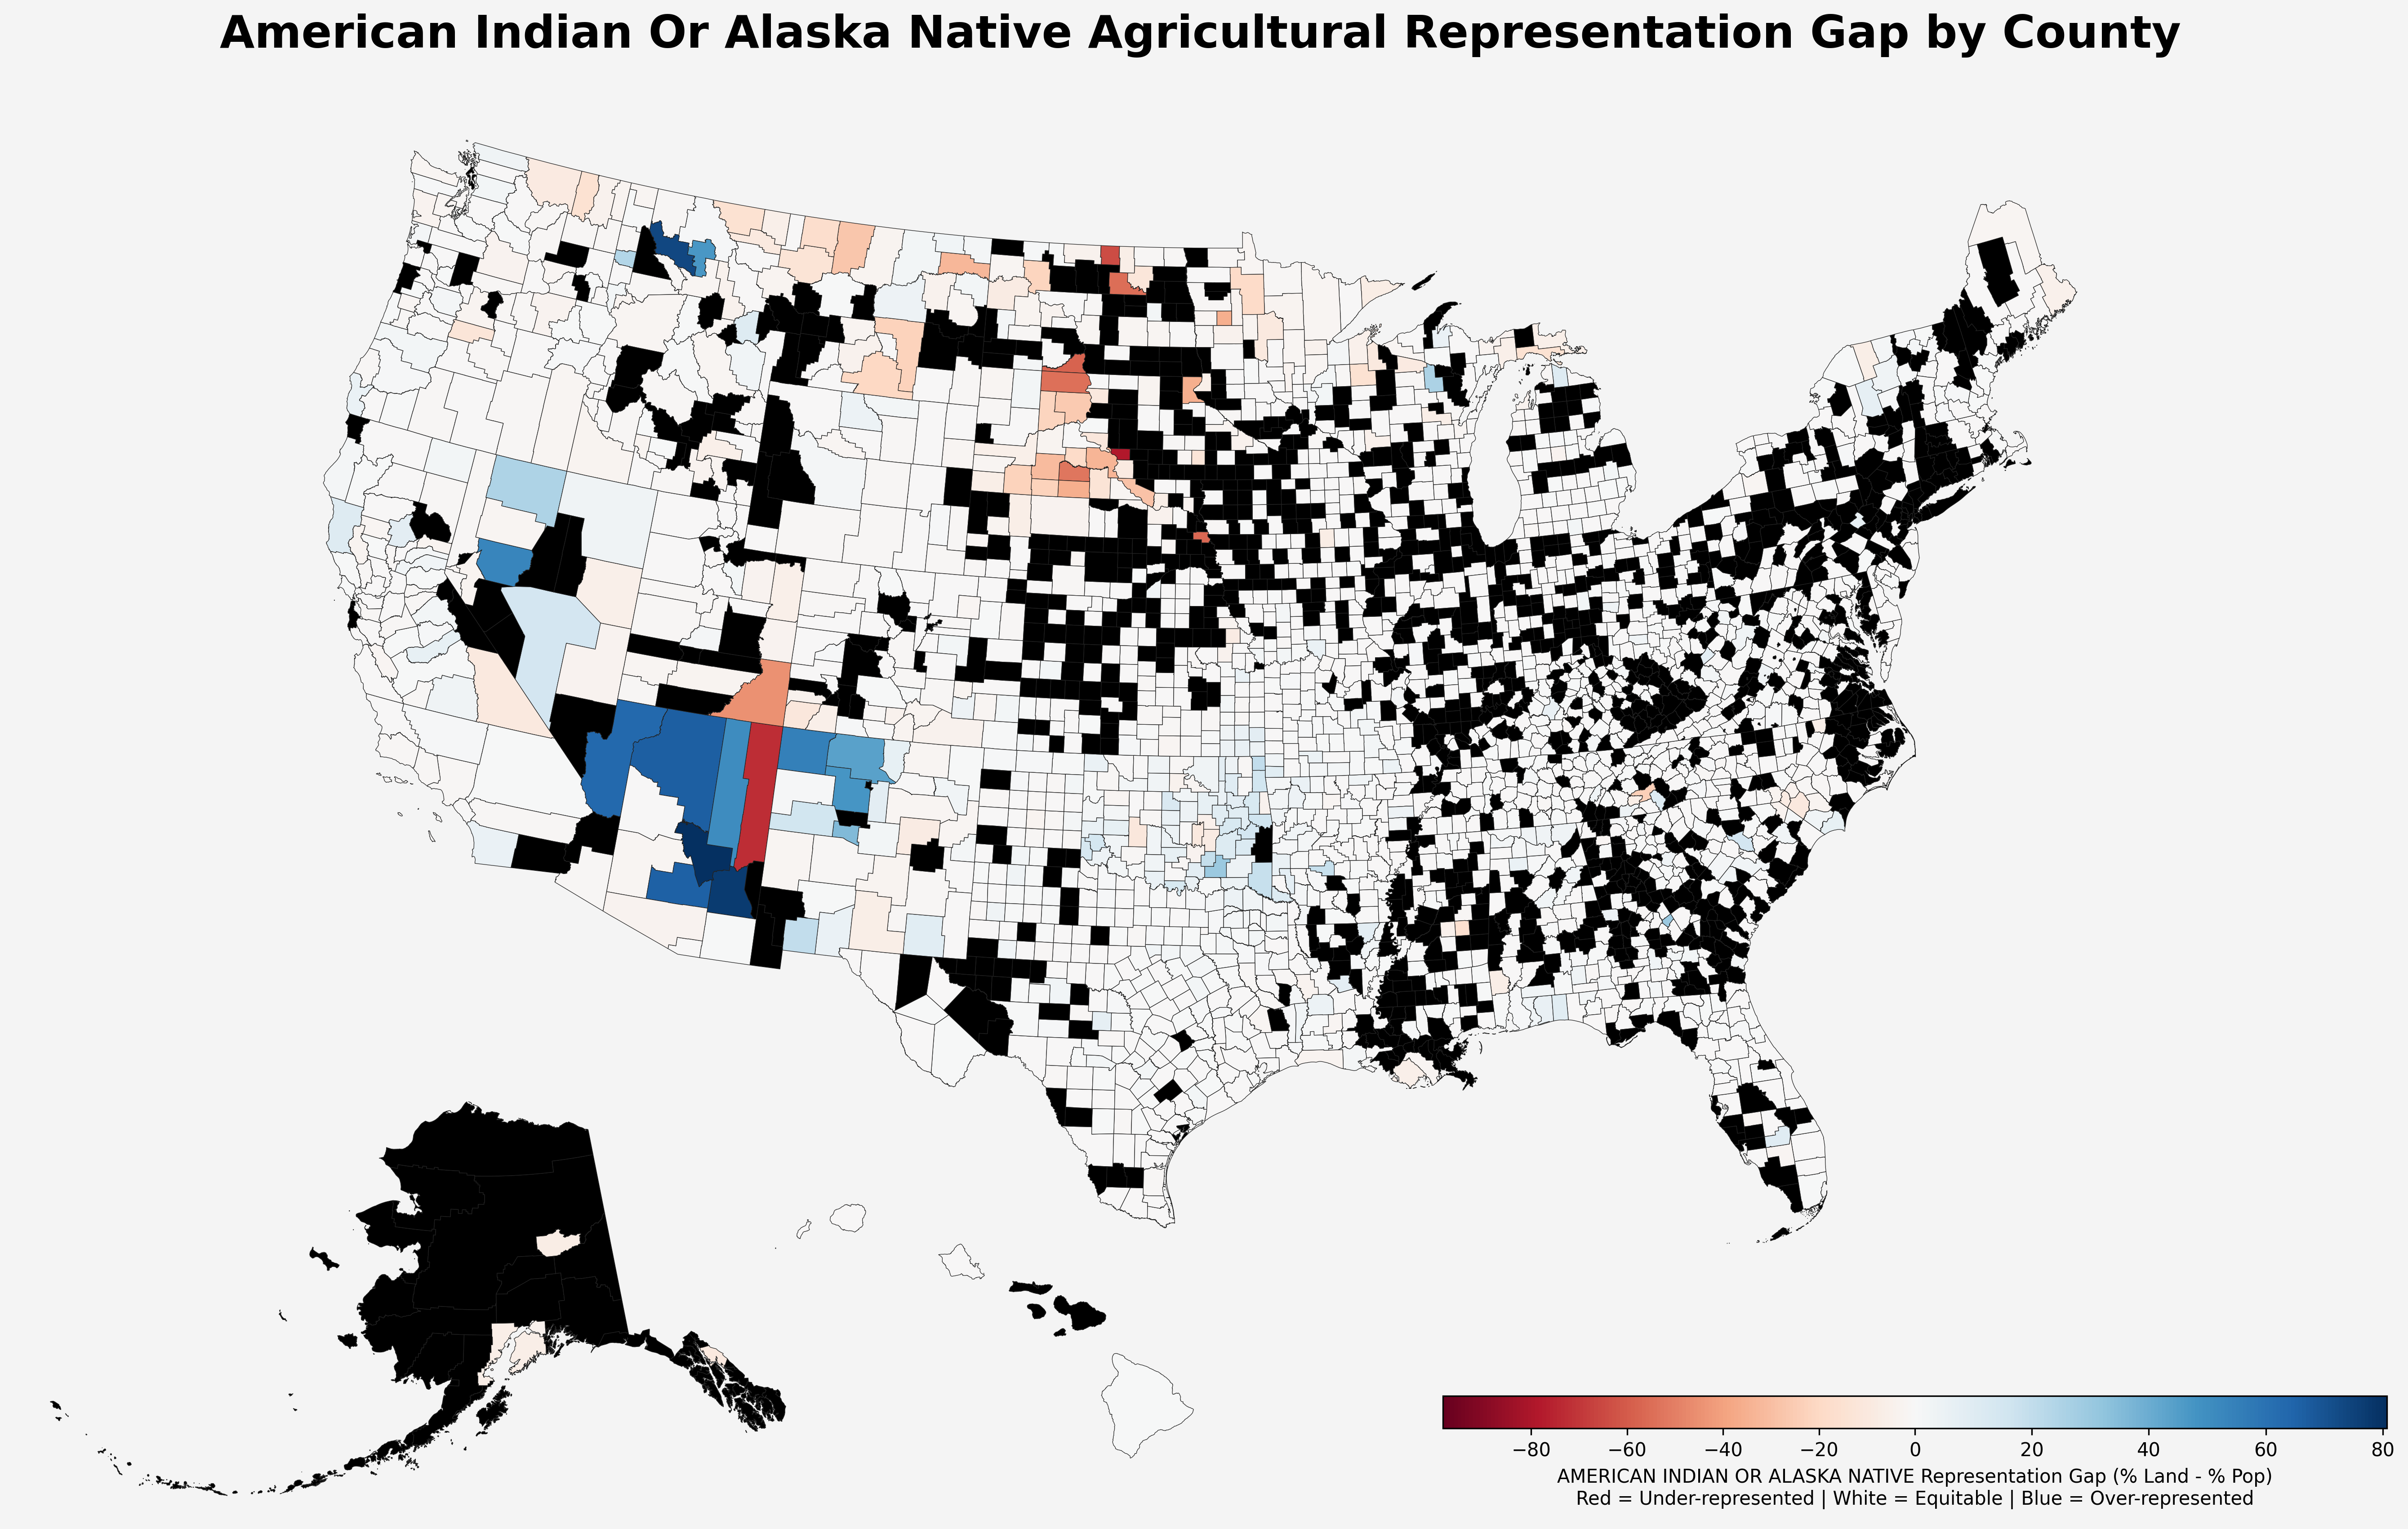 American Indian Or Alaska Native Agricultural Representation Gap by County
−80 −60 −40 −20 0 20 40 60 80
AMERICAN INDIAN OR ALASKA NATIVE Representation Gap (% Land - % Pop)
Red = Under-represented | White = Equitable | Blue = Over-represented